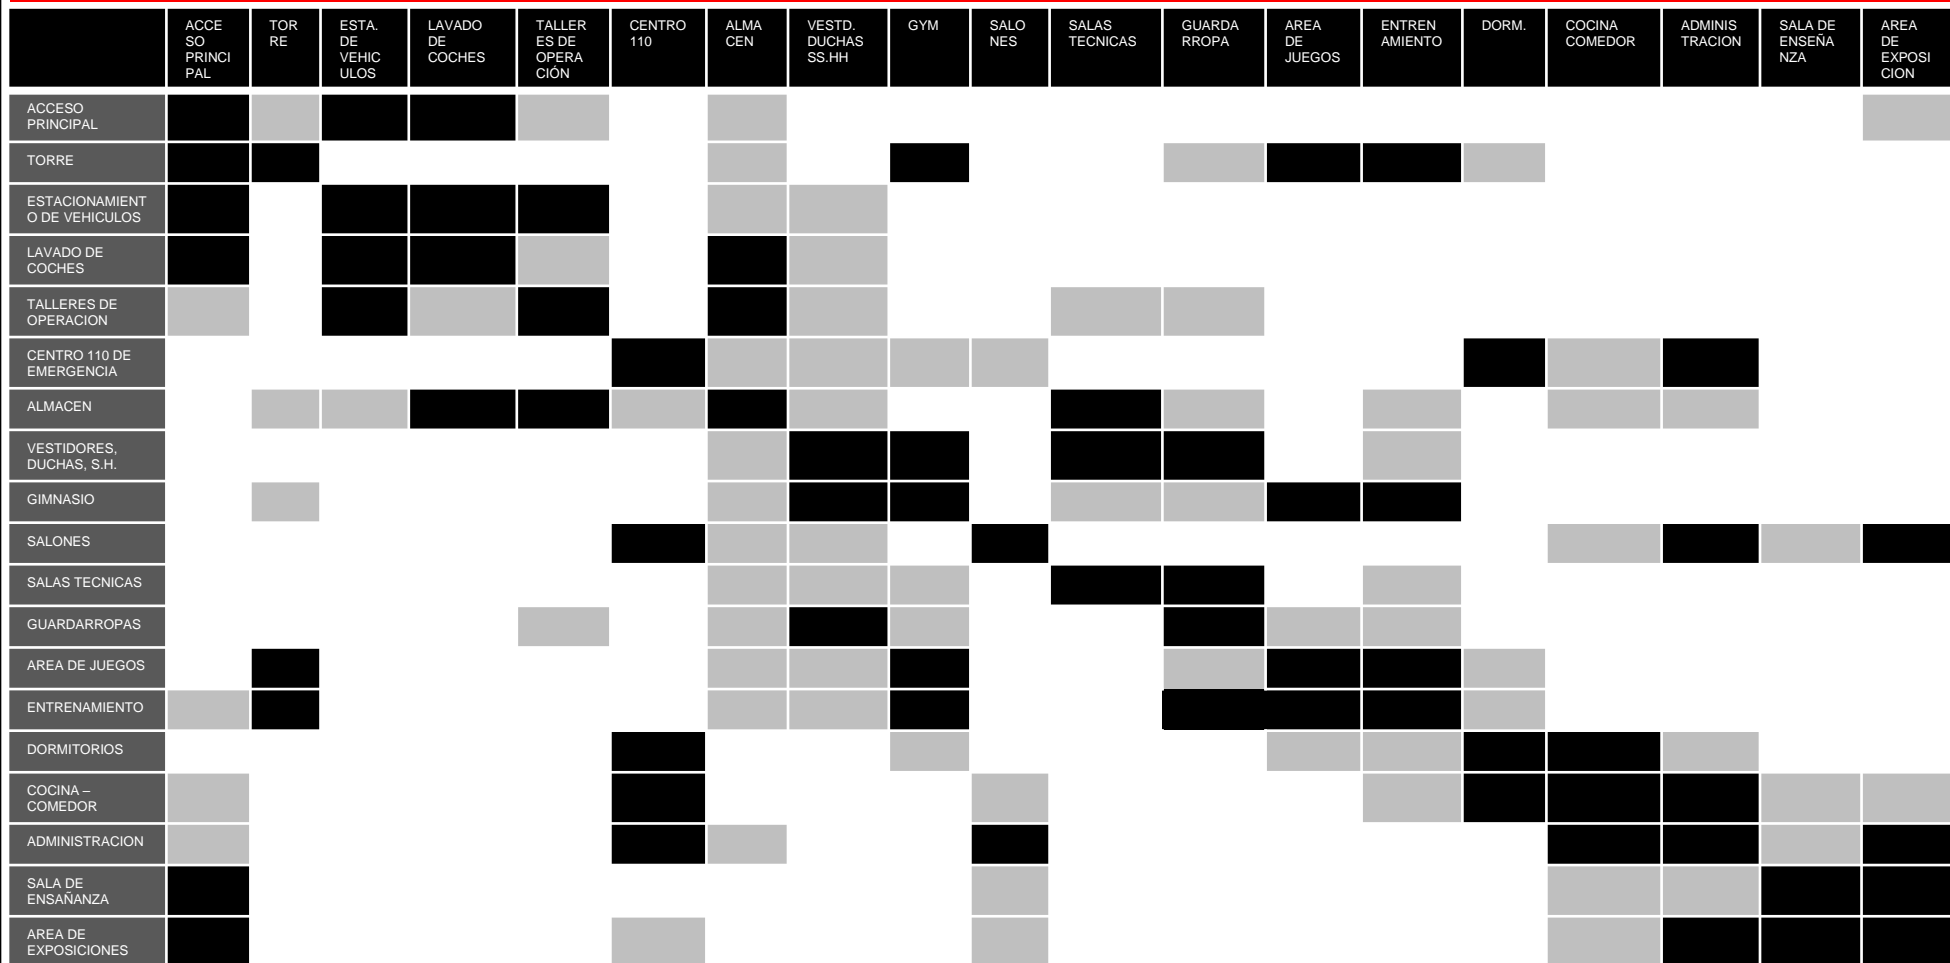 ACCE
SO
PRINCI
PAL
TOR
RE
ESTA.
DE
VEHIC
ULOS
LAVADO
DE
COCHES
TALLER
ES DE
OPERA
CIÓN
CENTRO
110
ALMA
CEN
VESTD.
DUCHAS
SS.HH
GYM
SALO
NES
SALAS
TECNICAS
GUARDA
RROPA
AREA
DE
JUEGOS
ENTREN
AMIENTO
DORM.
COCINA
COMEDOR
ADMINIS
TRACION
SALA DE
ENSEÑA
NZA
AREA
DE
EXPOSI
CION
ACCESO
PRINCIPAL
TORRE
ESTACIONAMIENT
O DE VEHICULOS
LAVADO DE
COCHES
TALLERES DE
OPERACION
CENTRO 110 DE
EMERGENCIA
ALMACEN
VESTIDORES,
DUCHAS, S.H.
GIMNASIO
SALONES
SALAS TECNICAS
GUARDARROPAS
AREA DE JUEGOS
ENTRENAMIENTO
DORMITORIOS
COCINA –
COMEDOR
ADMINISTRACION
SALA DE
ENSAÑANZA
AREA DE
EXPOSICIONES